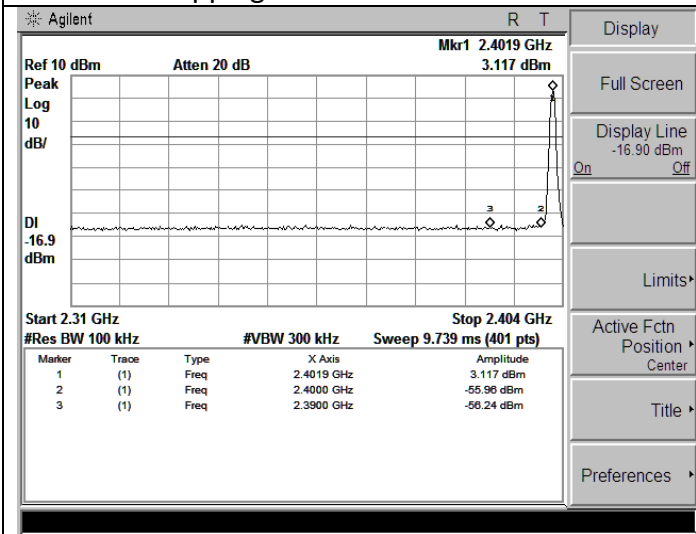 Agilent R T
Mkr1 2.4019 GHz
Ref 10 dBm Atten 20 dB 3.117 dBm
Peak
Log
10
dB/
3 2
DI
-16.9
dBm
Start 2.31 GHz Stop 2.404 GHz
#Res BW 100 kHz #VBW 300 kHz Sweep 9.739 ms (401 pts)
Marker Trace Type X Axis Amplitude
1 (1) Freq 2.4019 GHz 3.117 dBm
2 (1) Freq 2.4000 GHz -55.96 dBm
3 (1) Freq 2.3900 GHz -56.24 dBm
Display
Full Screen
Display Line
-16.90 dBm
On Off
Limits
Active Fctn
Position
Center
Title
Preferences